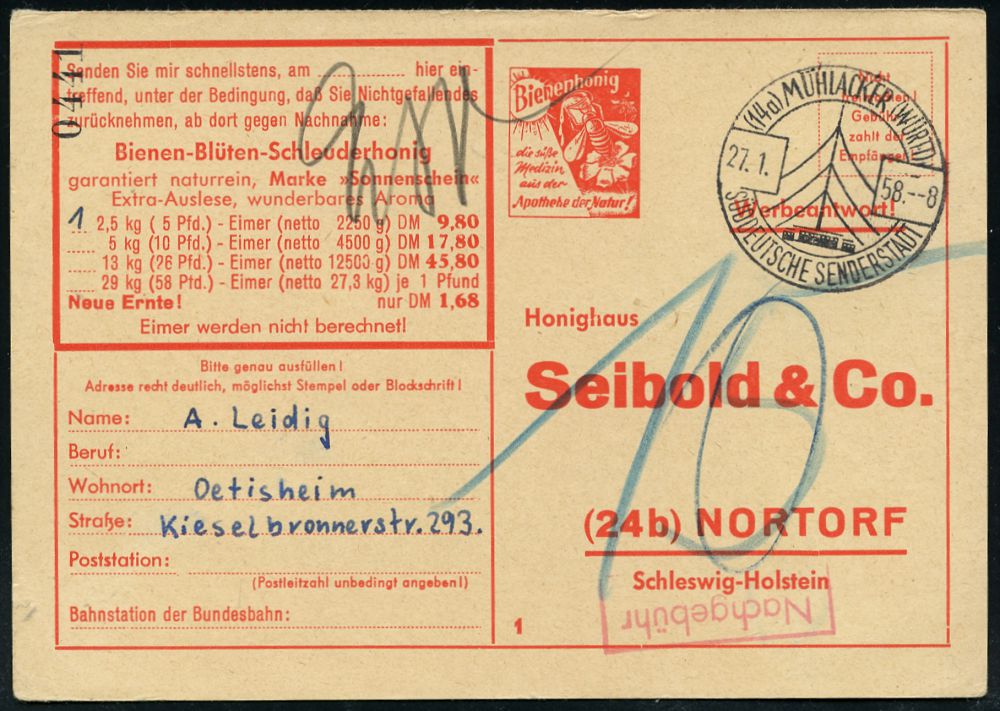 0441
Senden Sie mir schnellstens, am ............ hier ein-
treffend, unter der Bedingung, daß Sie Nichtgefallendes
zurücknehmen, ab dort gegen Nachnahme:
Bienen-Blüten-Schleuderhonig
garantiert naturrein, Marke »Sonnenschein«
Extra-Auslese, wunderbares Aroma
1 2,5 kg ( 5 Pfd.) - Eimer (netto 2250 g) DM 9,80
5 kg (10 Pfd.) - Eimer (netto 4500 g) DM 17,80
13 kg (26 Pfd.) - Eimer (netto 12500 g) DM 45,80
29 kg (58 Pfd.) - Eimer (netto 27,3 kg) je 1 Pfund
Neue Ernte! nur DM 1,68
Eimer werden nicht berechnet!
Bitte genau ausfüllen!
Adresse recht deutlich, möglichst Stempel oder Blockschrift!
Name: A. Leidig
Beruf:
Wohnort: Oetisheim
Straße: Kieselbronnerstr. 293.
Poststation:
(Postleitzahl unbedingt angeben!)
Bahnstation der Bundesbahn:
Bienenhonig
die süße
Medizin
aus der
Apotheke der Natur!
Nicht
freimachen!
Gebühr
zahlt der
Empfänger
(14a) MÜHLACKER (WÜRTT)
27.1. 58.--8
SÜDDEUTSCHE SENDERSTADT
Werbeantwort!
Honighaus
Seibold & Co.
(24b) NORTORF
Schleswig-Holstein
Nachgebühr
1